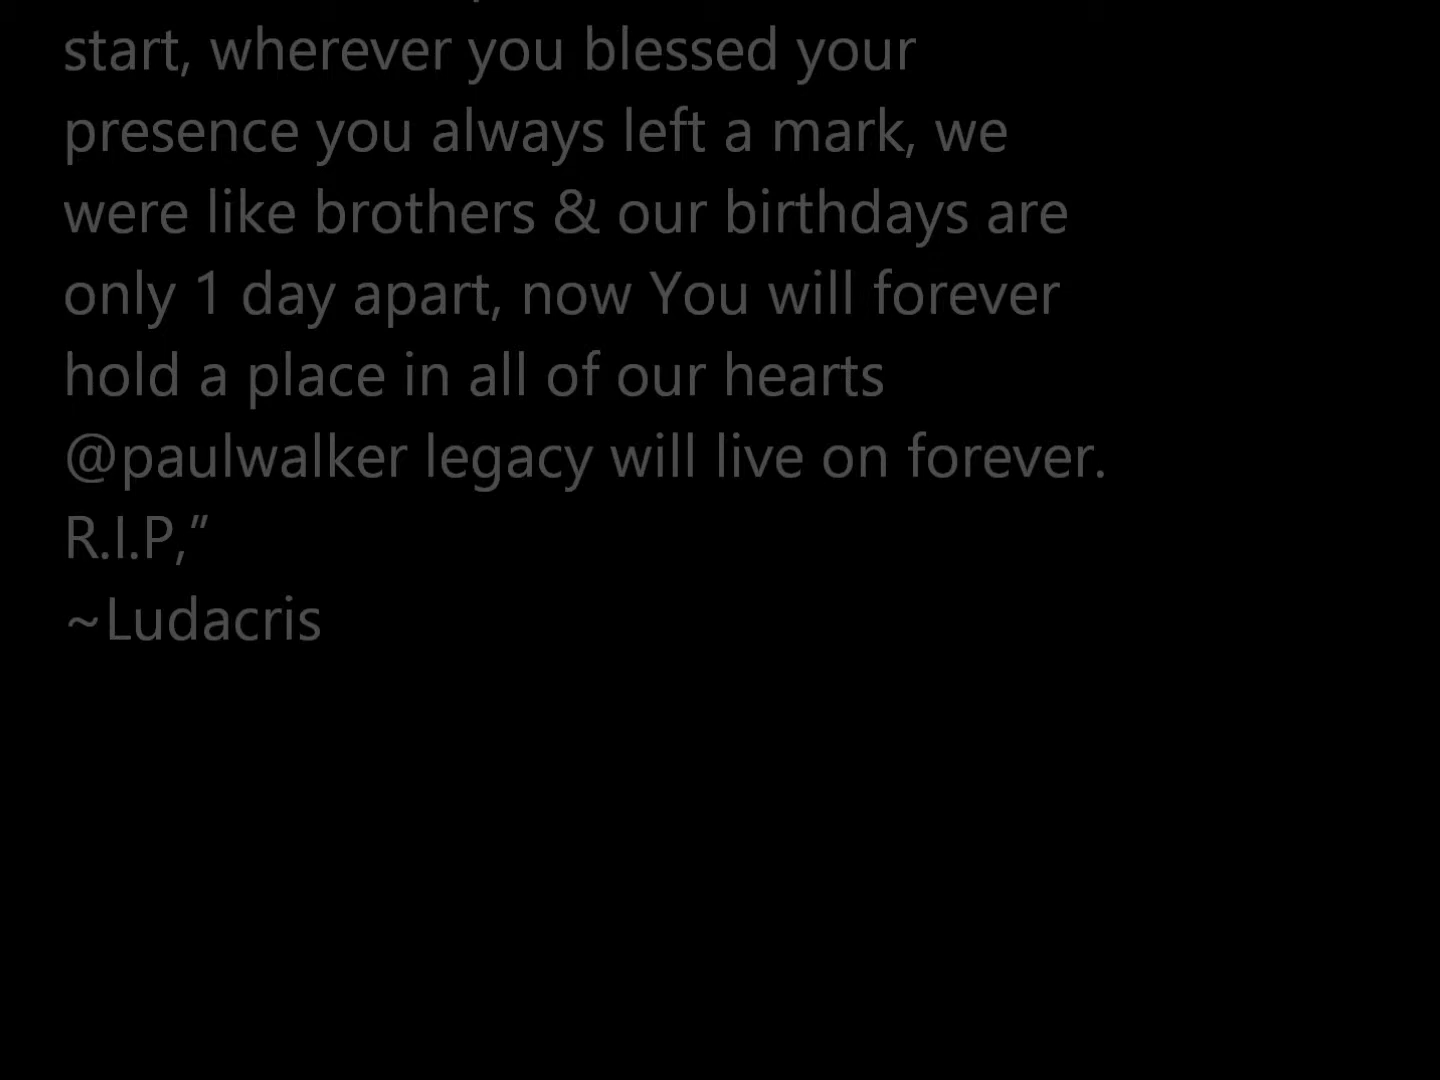 start, wherever you blessed your
presence you always left a mark, we
were like brothers & our birthdays are
only 1 day apart, now You will forever
hold a place in all of our hearts
@paulwalker legacy will live on forever.
R.I.P,”
~Ludacris